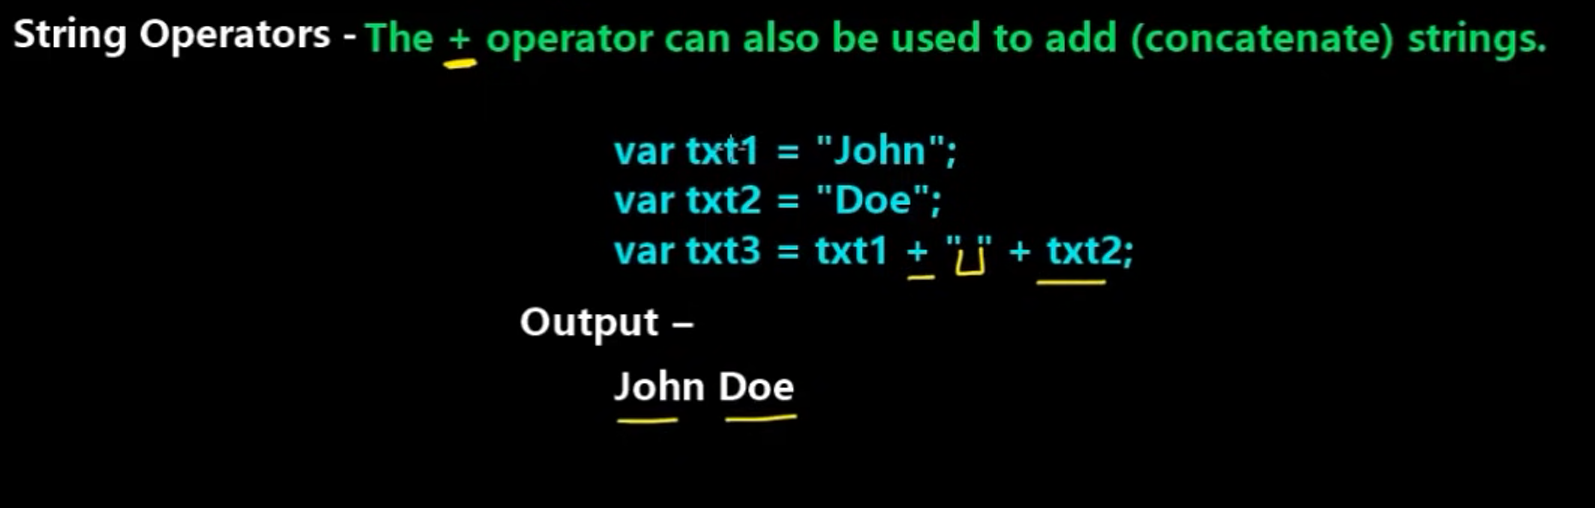 String Operators - The + operator can also be used to add (concatenate) strings.
var txt1 = "John";
var txt2 = "Doe";
var txt3 = txt1 + " " + txt2;
Output –
John Doe